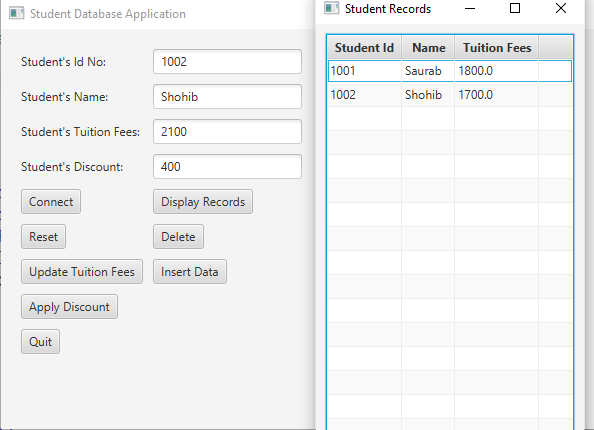 Student Database Application
Student's Id No: 1002
Student's Name: Shohib
Student's Tuition Fees: 2100
Student's Discount: 400
Connect Display Records
Reset Delete
Update Tuition Fees Insert Data
Apply Discount
Quit
Student Records
Student Id Name Tuition Fees
1001 Saurab 1800.0
1002 Shohib 1700.0